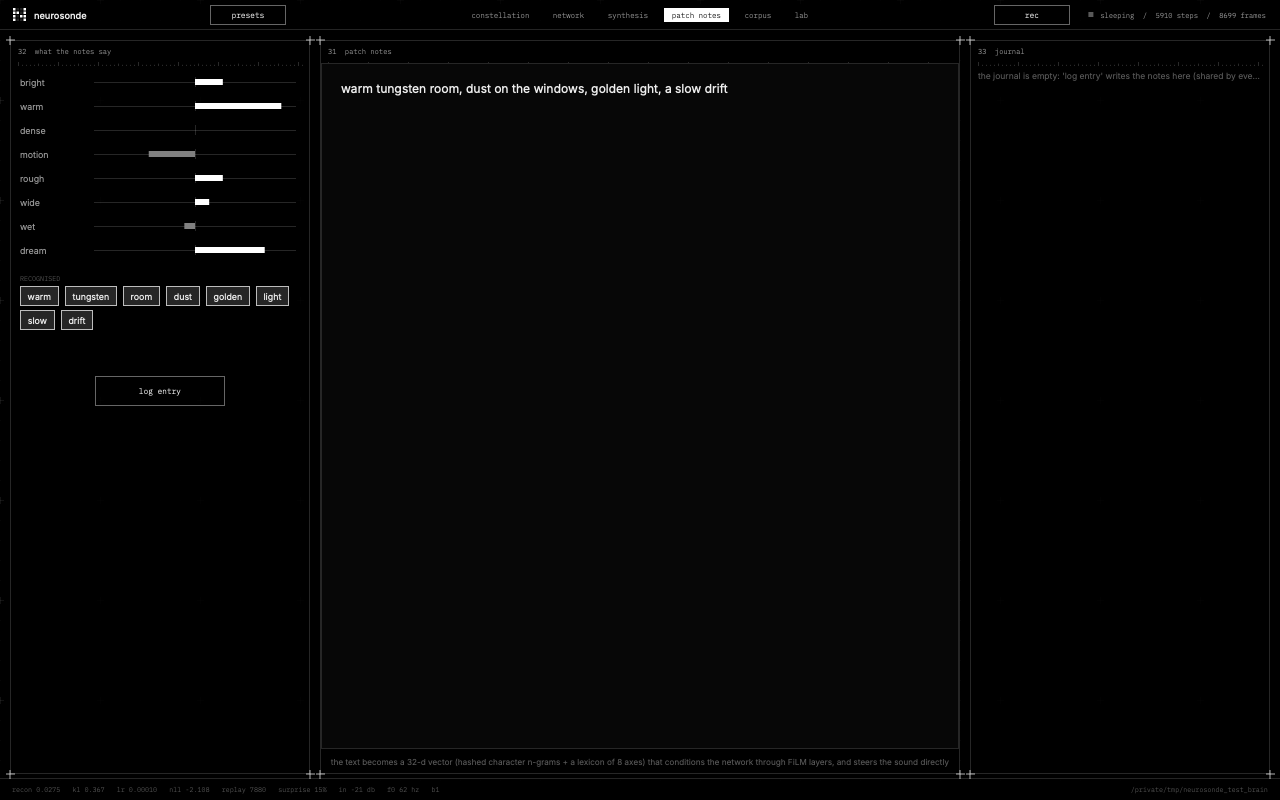 neurosonde
presets
constellation network synthesis patch notes corpus lab
rec
sleeping / 5910 steps / 8699 frames
32 what the notes say
bright
warm
dense
motion
rough
wide
wet
dream
RECOGNISED
warm tungsten room dust golden light
slow drift
log entry
31 patch notes
warm tungsten room, dust on the windows, golden light, a slow drift
the text becomes a 32-d vector (hashed character n-grams + a lexicon of 8 axes) that conditions the network through FiLM layers, and steers the sound directly
33 journal
the journal is empty: 'log entry' writes the notes here (shared by eve...
recon 0.0275 kl 0.367 lr 0.00010 nll -2.188 replay 7880 surprise 15% in -21 db f0 62 hz b1
/private/tmp/neurosonde_test_brain